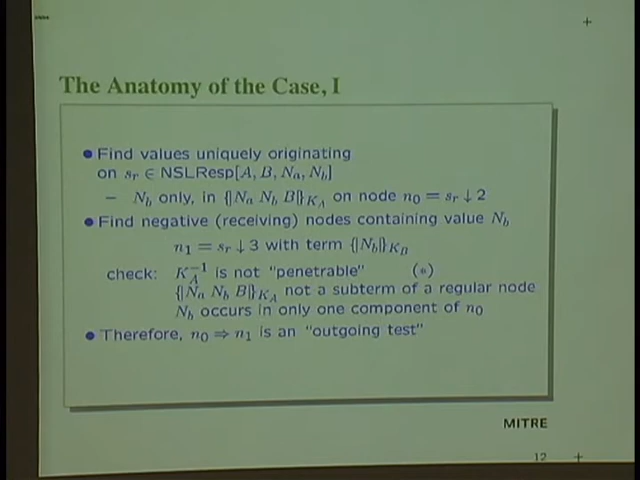 The Anatomy of the Case, I
● Find values uniquely originating
on s_r ∈ NSLResp[A, B, N_a, N_b]
– N_b only, in {|N_a N_b B|}_{K_A} on node n_0 = s_r ↓ 2
● Find negative (receiving) nodes containing value N_b
n_1 = s_r ↓ 3 with term {|N_b|}_{K_B}
check: K_A^{-1} is not "penetrable" (*)
{|N_a N_b B|}_{K_A} not a subterm of a regular node
N_b occurs in only one component of n_0
● Therefore, n_0 ⇒ n_1 is an "outgoing test"
MITRE
12